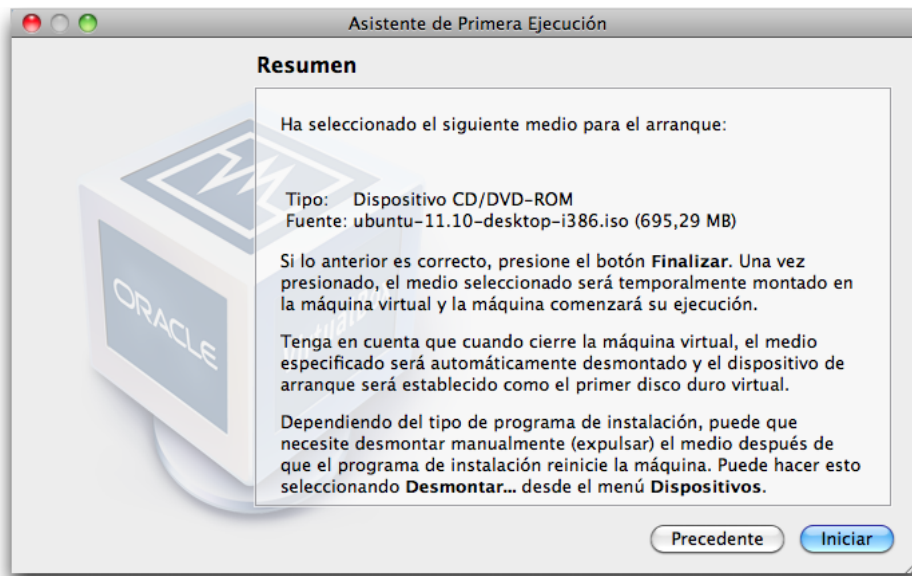 Asistente de Primera Ejecución
Resumen
Ha seleccionado el siguiente medio para el arranque:
Tipo: Dispositivo CD/DVD-ROM
Fuente: ubuntu-11.10-desktop-i386.iso (695,29 MB)
Si lo anterior es correcto, presione el botón Finalizar. Una vez
presionado, el medio seleccionado será temporalmente montado en
la máquina virtual y la máquina comenzará su ejecución.
Tenga en cuenta que cuando cierre la máquina virtual, el medio
especificado será automáticamente desmontado y el dispositivo de
arranque será establecido como el primer disco duro virtual.
Dependiendo del tipo de programa de instalación, puede que
necesite desmontar manualmente (expulsar) el medio después de
que el programa de instalación reinicie la máquina. Puede hacer esto
seleccionando Desmontar... desde el menú Dispositivos.
ORACLE
VirtualBox
Precedente
Iniciar